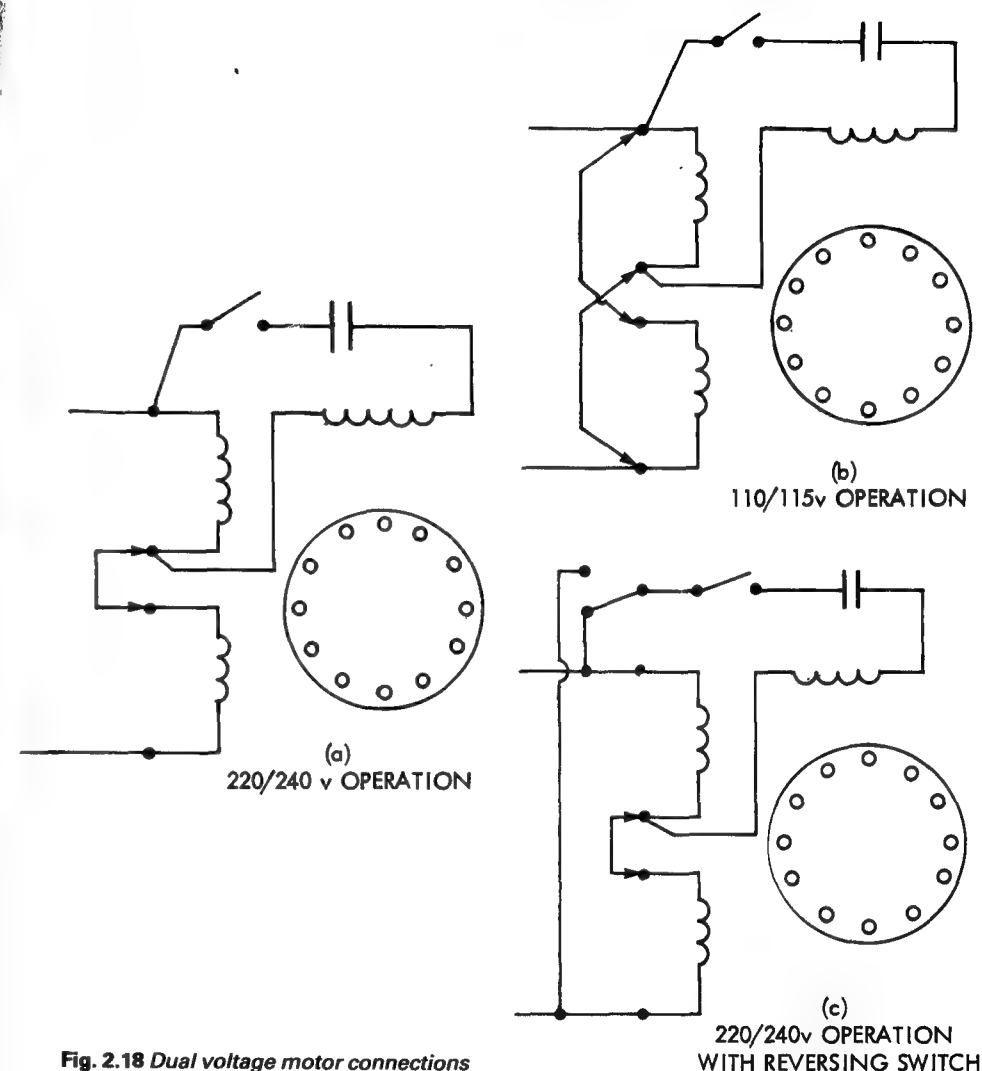 (a)
220/240 v OPERATION
(b)
110/115v OPERATION
(c)
220/240v OPERATION
WITH REVERSING SWITCH
Fig. 2.18 Dual voltage motor connections